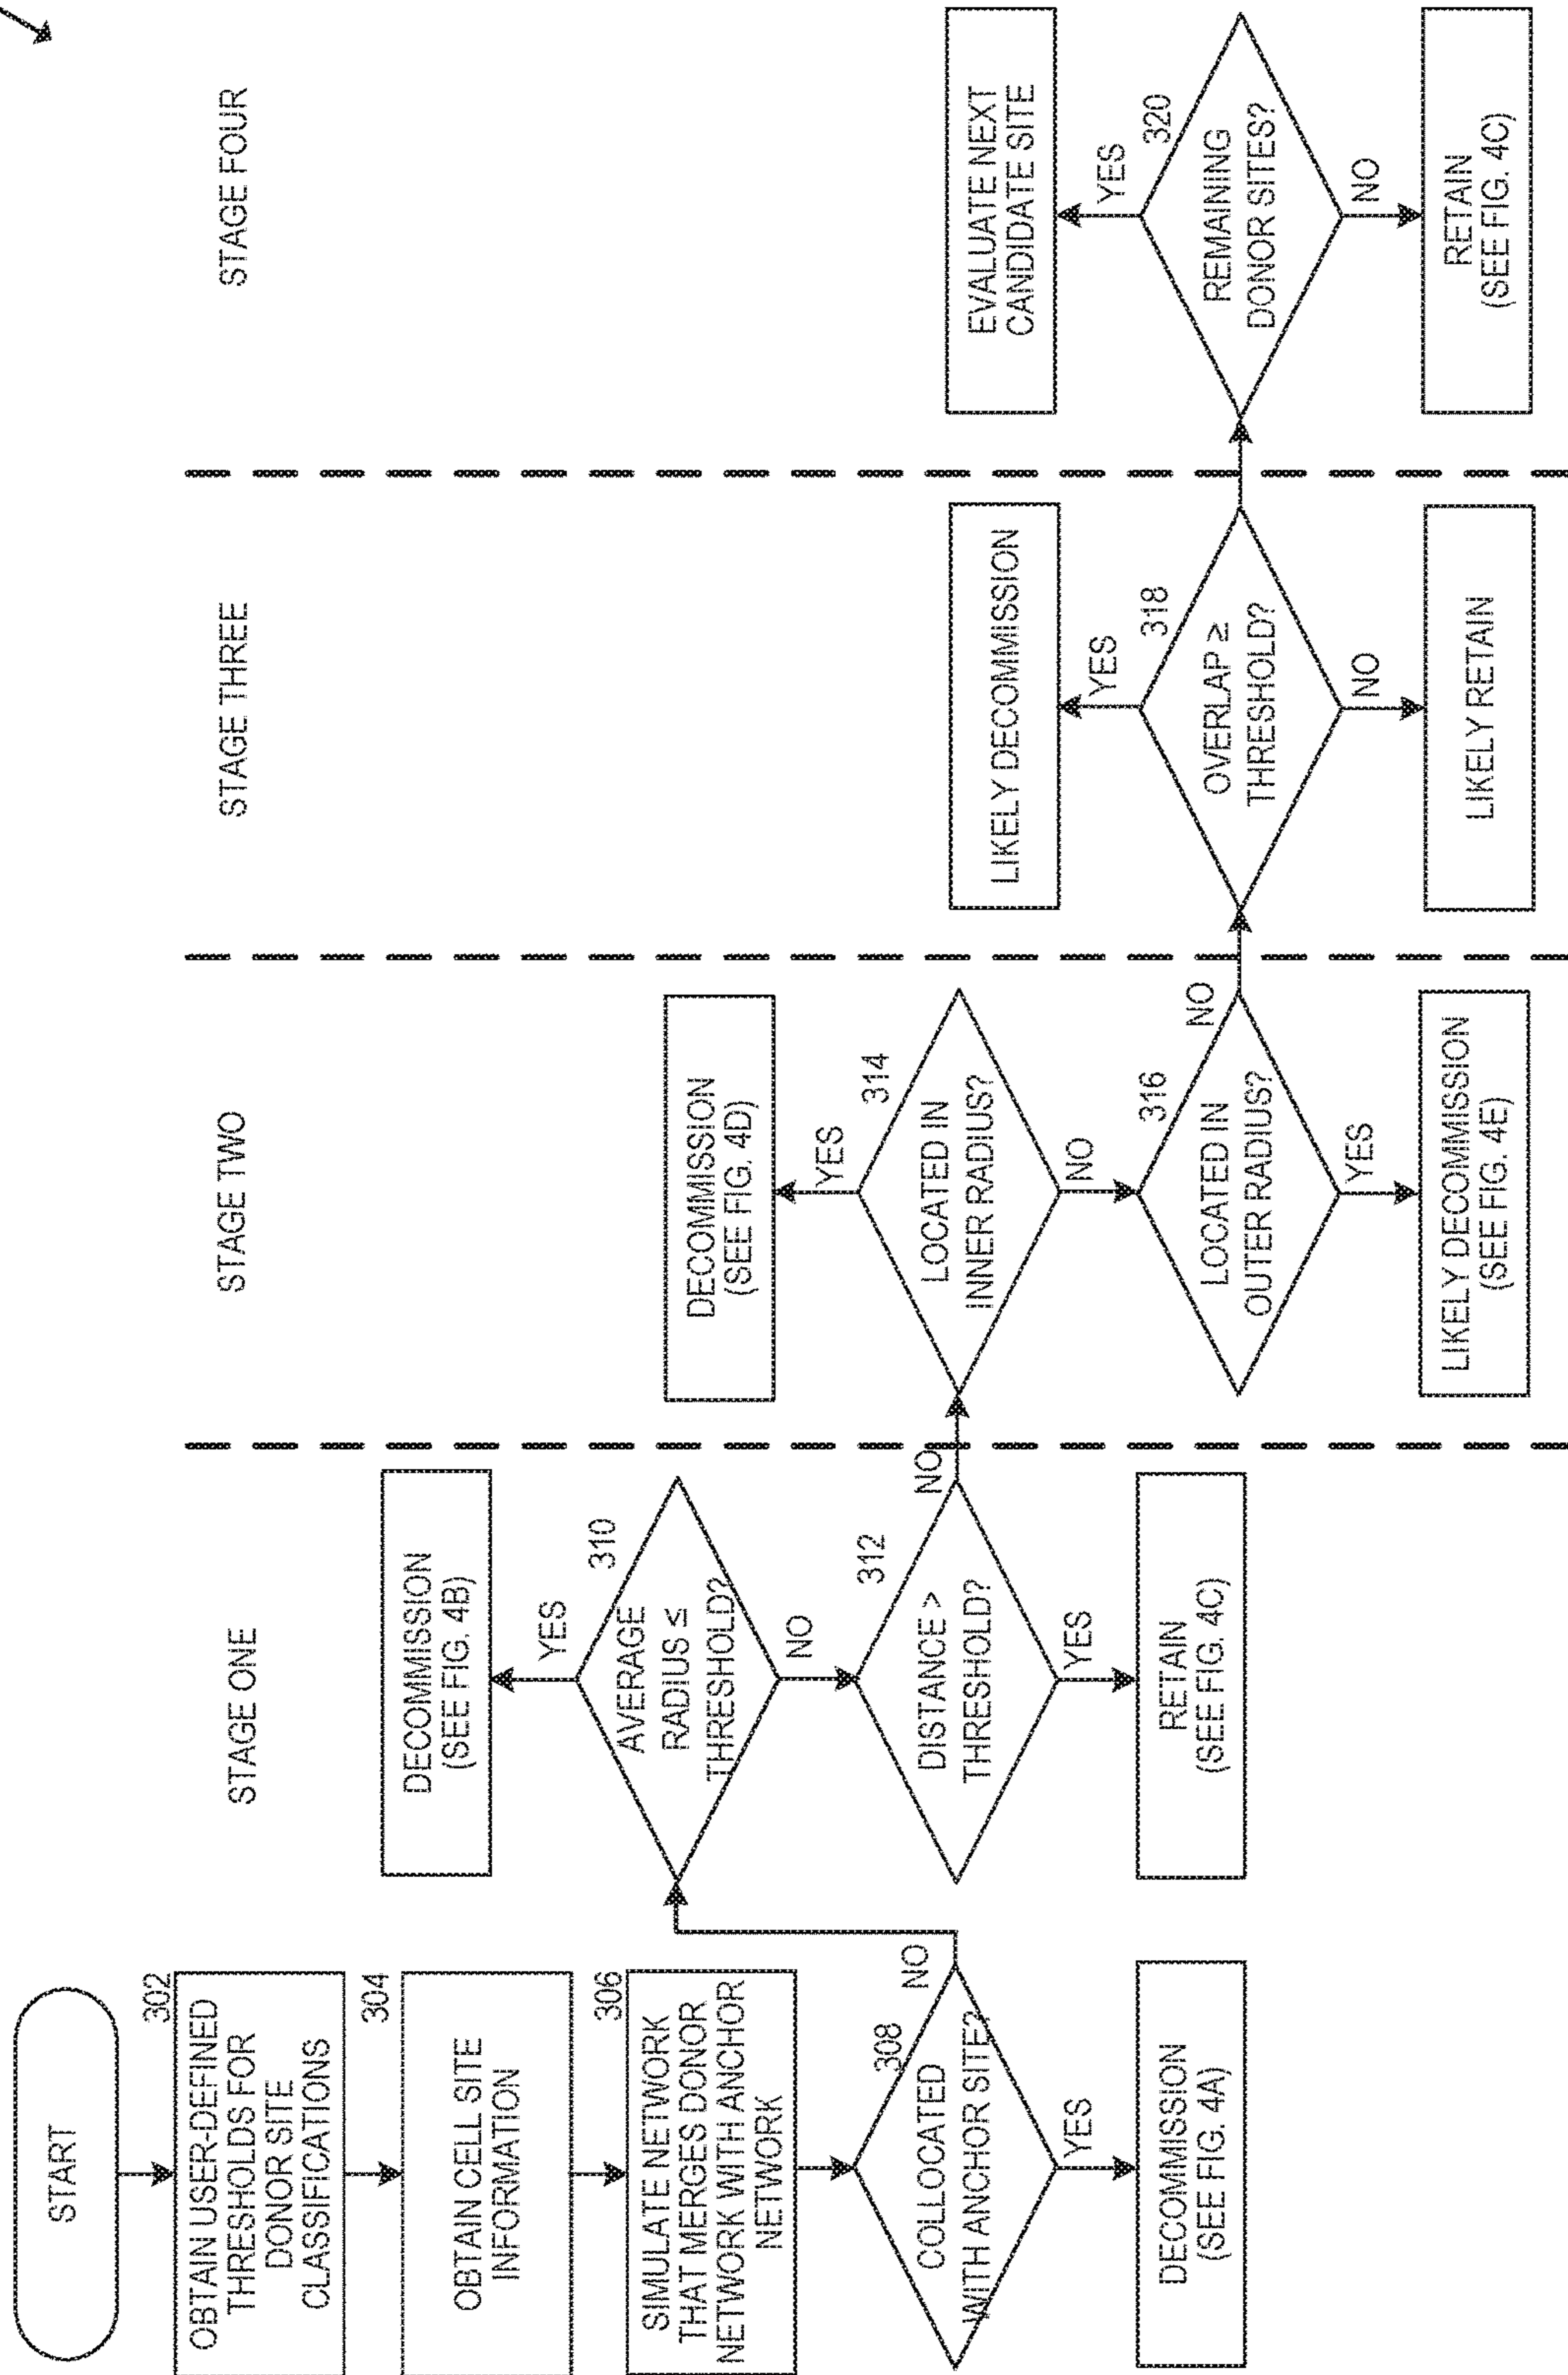 START
302
OBTAIN USER-DEFINED
THRESHOLDS FOR
DONOR SITE
CLASSIFICATIONS
304
OBTAIN CELL SITE
INFORMATION
306
SIMULATE NETWORK
THAT MERGES DONOR
NETWORK WITH ANCHOR
NETWORK
308
COLLOCATED
WITH ANCHOR SITE?
NO
YES
DECOMMISSION
(SEE FIG. 4A)
STAGE ONE
DECOMMISSION
(SEE FIG. 4B)
YES
310
AVERAGE
RADIUS ≤
THRESHOLD?
NO
312
DISTANCE >
THRESHOLD?
NO
YES
RETAIN
(SEE FIG. 4C)
STAGE TWO
DECOMMISSION
(SEE FIG. 4D)
YES
314
LOCATED IN
INNER RADIUS?
NO
316
LOCATED IN
OUTER RADIUS?
NO
YES
LIKELY DECOMMISSION
(SEE FIG. 4E)
STAGE THREE
LIKELY DECOMMISSION
YES
318
OVERLAP ≥
THRESHOLD?
NO
LIKELY RETAIN
STAGE FOUR
EVALUATE NEXT
CANDIDATE SITE
YES
320
REMAINING
DONOR SITES?
NO
RETAIN
(SEE FIG. 4C)